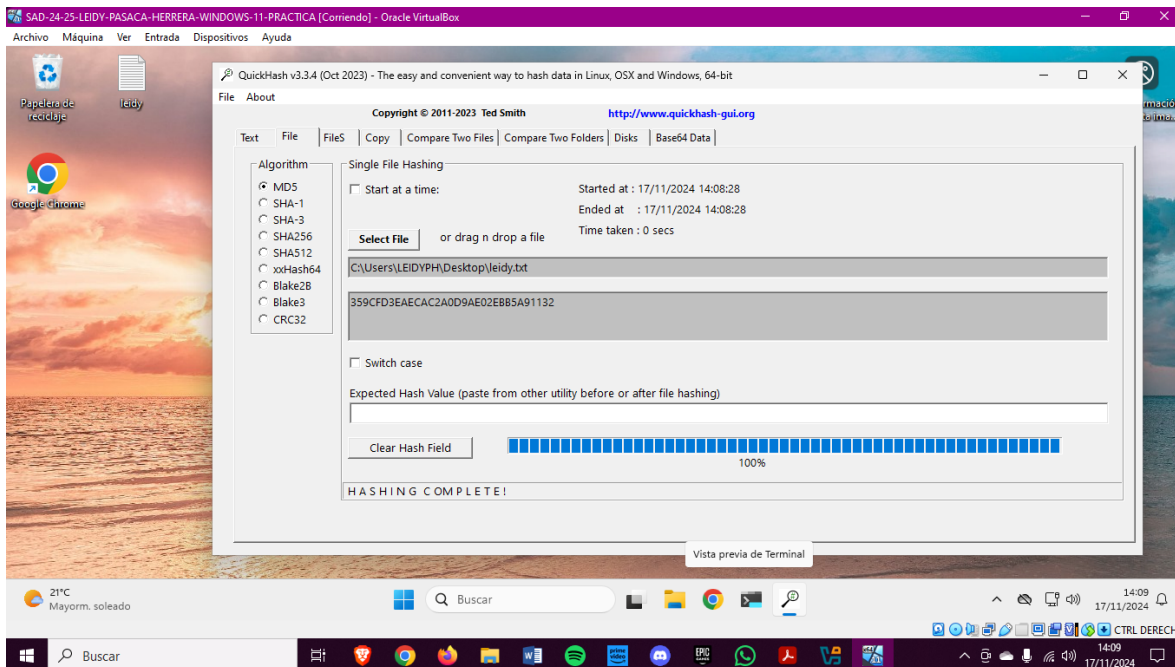 SAD-24-25-LEIDY-PASACA-HERRERA-WINDOWS-11-PRACTICA [Corriendo] - Oracle VirtualBox
Archivo Máquina Ver Entrada Dispositivos Ayuda
Papelera de reciclaje
leidy
Google Chrome
QuickHash v3.3.4 (Oct 2023) - The easy and convenient way to hash data in Linux, OSX and Windows, 64-bit
File About
Copyright © 2011-2023 Ted Smith http://www.quickhash-gui.org
Text File FileS Copy Compare Two Files Compare Two Folders Disks Base64 Data
Algorithm
MD5
SHA-1
SHA-3
SHA256
SHA512
xxHash64
Blake2B
Blake3
CRC32
Single File Hashing
Start at a time:
Started at : 17/11/2024 14:08:28
Ended at : 17/11/2024 14:08:28
Time taken : 0 secs
Select File or drag n drop a file
C:\Users\LEIDYPH\Desktop\leidy.txt
359CFD3EAECAC2A0D9AE02EBB5A91132
Switch case
Expected Hash Value (paste from other utility before or after file hashing)
Clear Hash Field
100%
HASHING COMPLETE!
Vista previa de Terminal
21°C
Mayorm. soleado
Buscar
14:09
17/11/2024
CTRL DERECH
Buscar
prime video
EPIC
14:09
17/11/2024